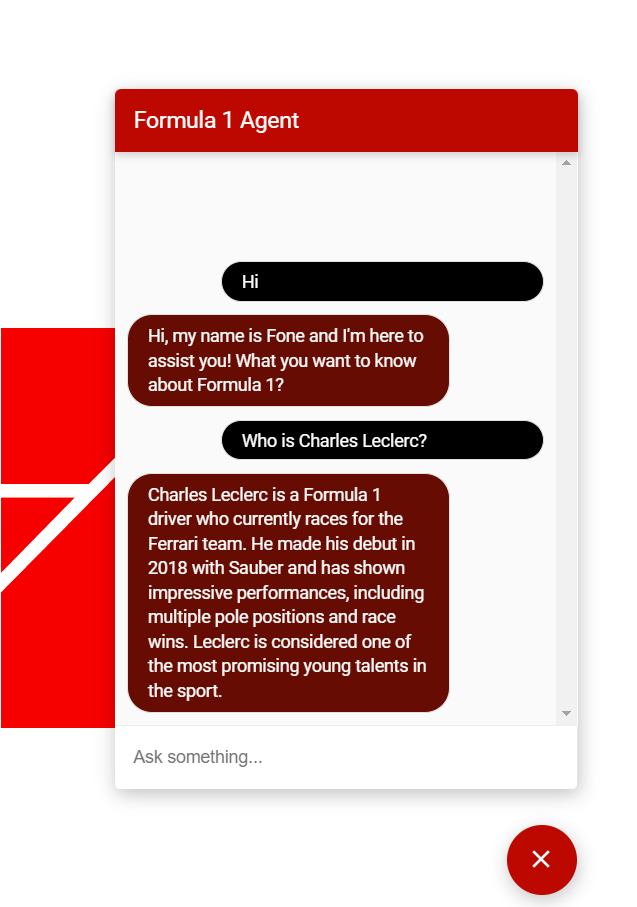 Formula 1 Agent
Hi
Hi, my name is Fone and I'm here to
assist you! What you want to know
about Formula 1?
Who is Charles Leclerc?
Charles Leclerc is a Formula 1
driver who currently races for the
Ferrari team. He made his debut in
2018 with Sauber and has shown
impressive performances, including
multiple pole positions and race
wins. Leclerc is considered one of
the most promising young talents in
the sport.
Ask something...